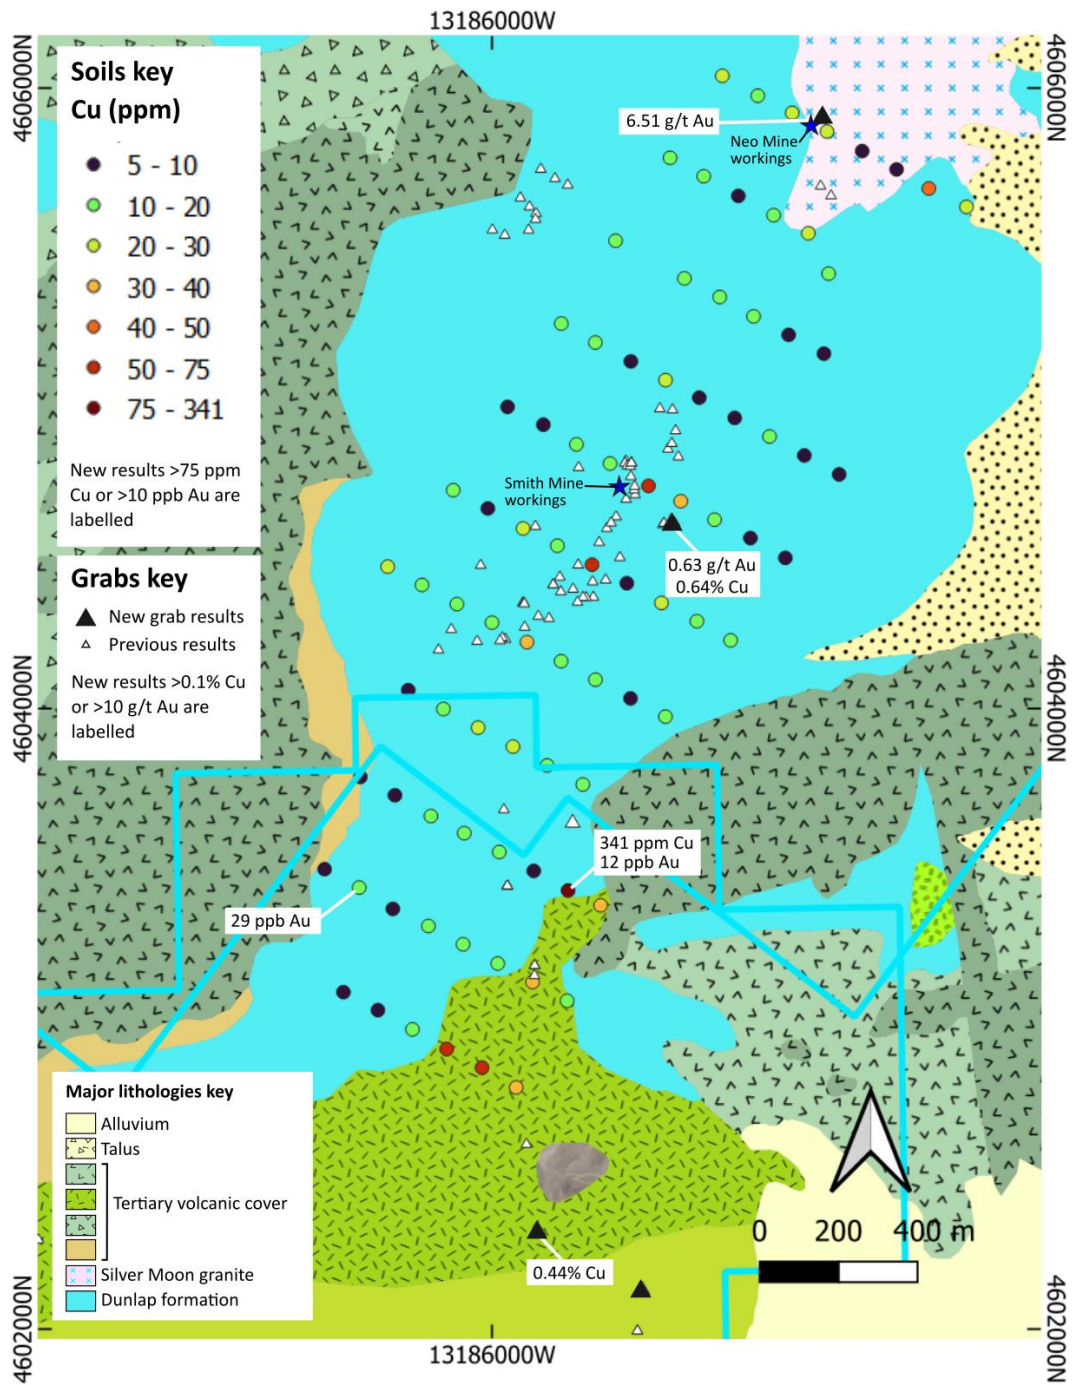 13186000W
4606000N
4606000N
Soils key
Cu (ppm)
5 - 10
10 - 20
20 - 30
30 - 40
40 - 50
50 - 75
75 - 341
New results >75 ppm
Cu or >10 ppb Au are
labelled
Grabs key
New grab results
Previous results
New results >0.1% Cu
or >10 g/t Au are
labelled
6.51 g/t Au
Neo Mine
workings
Smith Mine
workings
0.63 g/t Au
0.64% Cu
4604000N
4604000N
341 ppm Cu
12 ppb Au
29 ppb Au
Major lithologies key
Alluvium
Talus
Tertiary volcanic cover
Silver Moon granite
Dunlap formation
0.44% Cu
0 200 400 m
4602000N
4602000N
13186000W